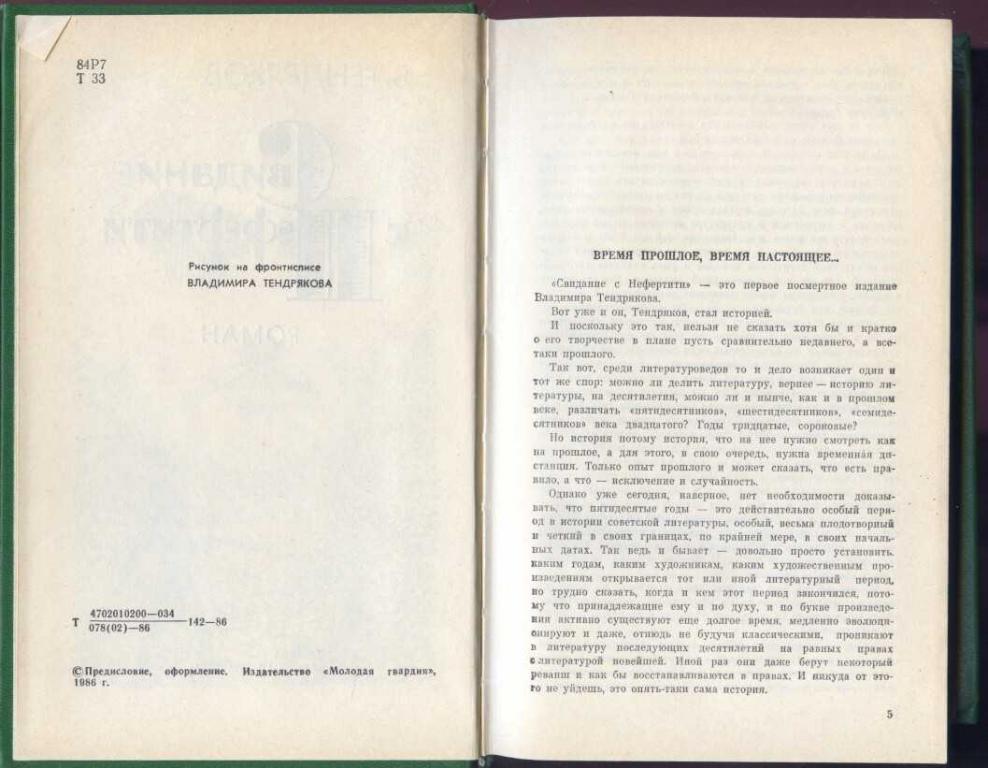 84Р7
Т 33
Рисунок на фронтисписе
ВЛАДИМИРА ТЕНДРЯКОВА
Т 4702010200—034
078(02)—86 —142—86
© Предисловие, оформление. Издательство «Молодая гвардия»,
1986 г.
ВРЕМЯ ПРОШЛОЕ, ВРЕМЯ НАСТОЯЩЕЕ...
«Свидание с Нефертити» — это первое посмертное издание
Владимира Тендрякова.
Вот уже и он, Тендряков, стал историей.
И поскольку это так, нельзя не сказать хотя бы и кратко
о его творчестве в плане пусть сравнительно недавнего, а все-
таки прошлого.
Так вот, среди литературоведов то и дело возникает один и
тот же спор: можно ли делить литературу, вернее — историю ли-
тературы, на десятилетия, можно ли и нынче, как и в прошлом
веке, различать «пятидесятников», «шестидесятников», «семиде-
сятников» века двадцатого? Годы тридцатые, сороковые?
Но история потому история, что на нее нужно смотреть как
на прошлое, а для этого, в свою очередь, нужна временная ди-
станция. Только опыт прошлого и может сказать, что есть пра-
вило, а что — исключение и случайность.
Однако уже сегодня, наверное, нет необходимости доказы-
вать, что пятидесятые годы — это действительно особый пери-
од в истории советской литературы, особый, весьма плодотворный
и четкий в своих границах, по крайней мере, в своих началь-
ных датах. Так ведь и бывает — довольно просто установить,
каким годам, каким художникам, каким художественным про-
изведениям открывается тот или иной литературный период,
но трудно сказать, когда и кем этот период закончился, пото-
му что принадлежащие ему и по духу, и по букве произведе-
ния активно существуют еще долгое время, медленно эволюци-
онируют и даже, отнюдь не будучи классическими, проникают
в литературу последующих десятилетий на равных правах
с литературой новейшей. Иной раз они даже берут некоторый
реванш и как бы восстанавливаются в правах. И никуда от это-
го не уйдешь, это опять-таки сама история.
5